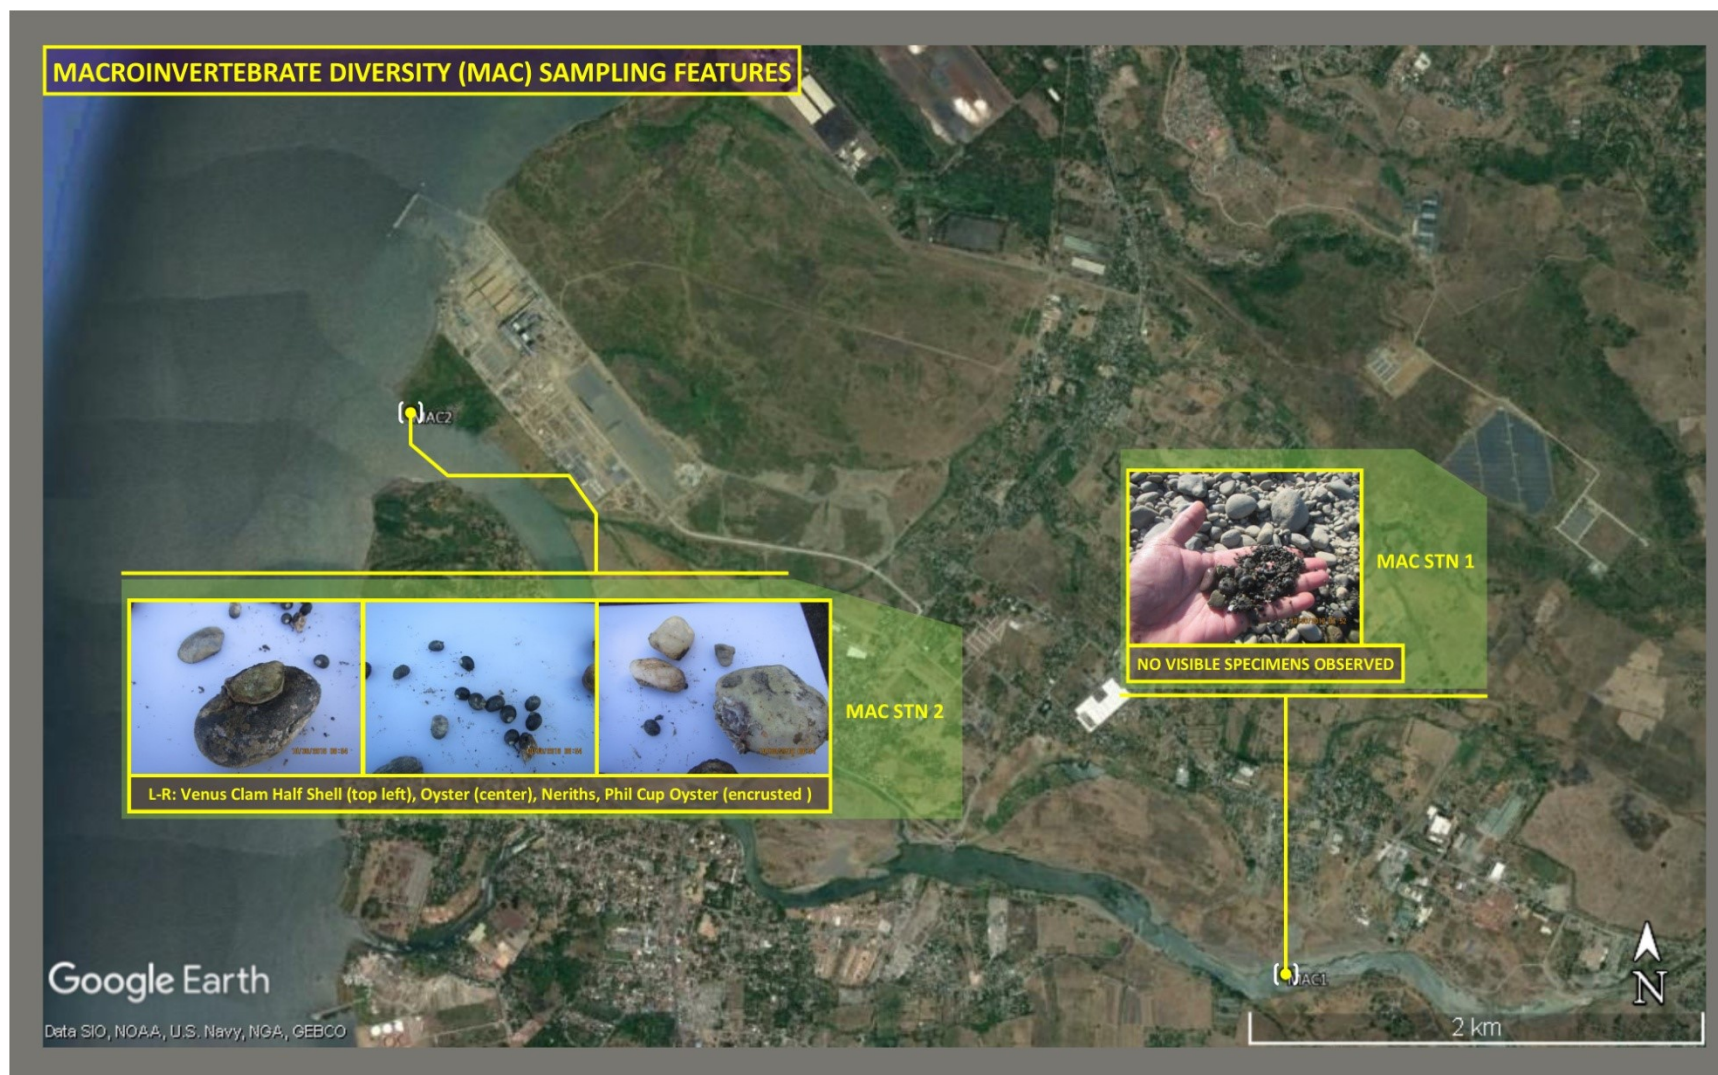 MACROINVERTEBRATE DIVERSITY (MAC) SAMPLING FEATURES
MAC2
MAC STN 1
NO VISIBLE SPECIMENS OBSERVED
MAC STN 2
L-R: Venus Clam Half Shell (top left), Oyster (center), Neriths, Phil Cup Oyster (encrusted )
MAC1
Google Earth
N
Data SIO, NOAA, U.S. Navy, NGA, GEBCO
2 km